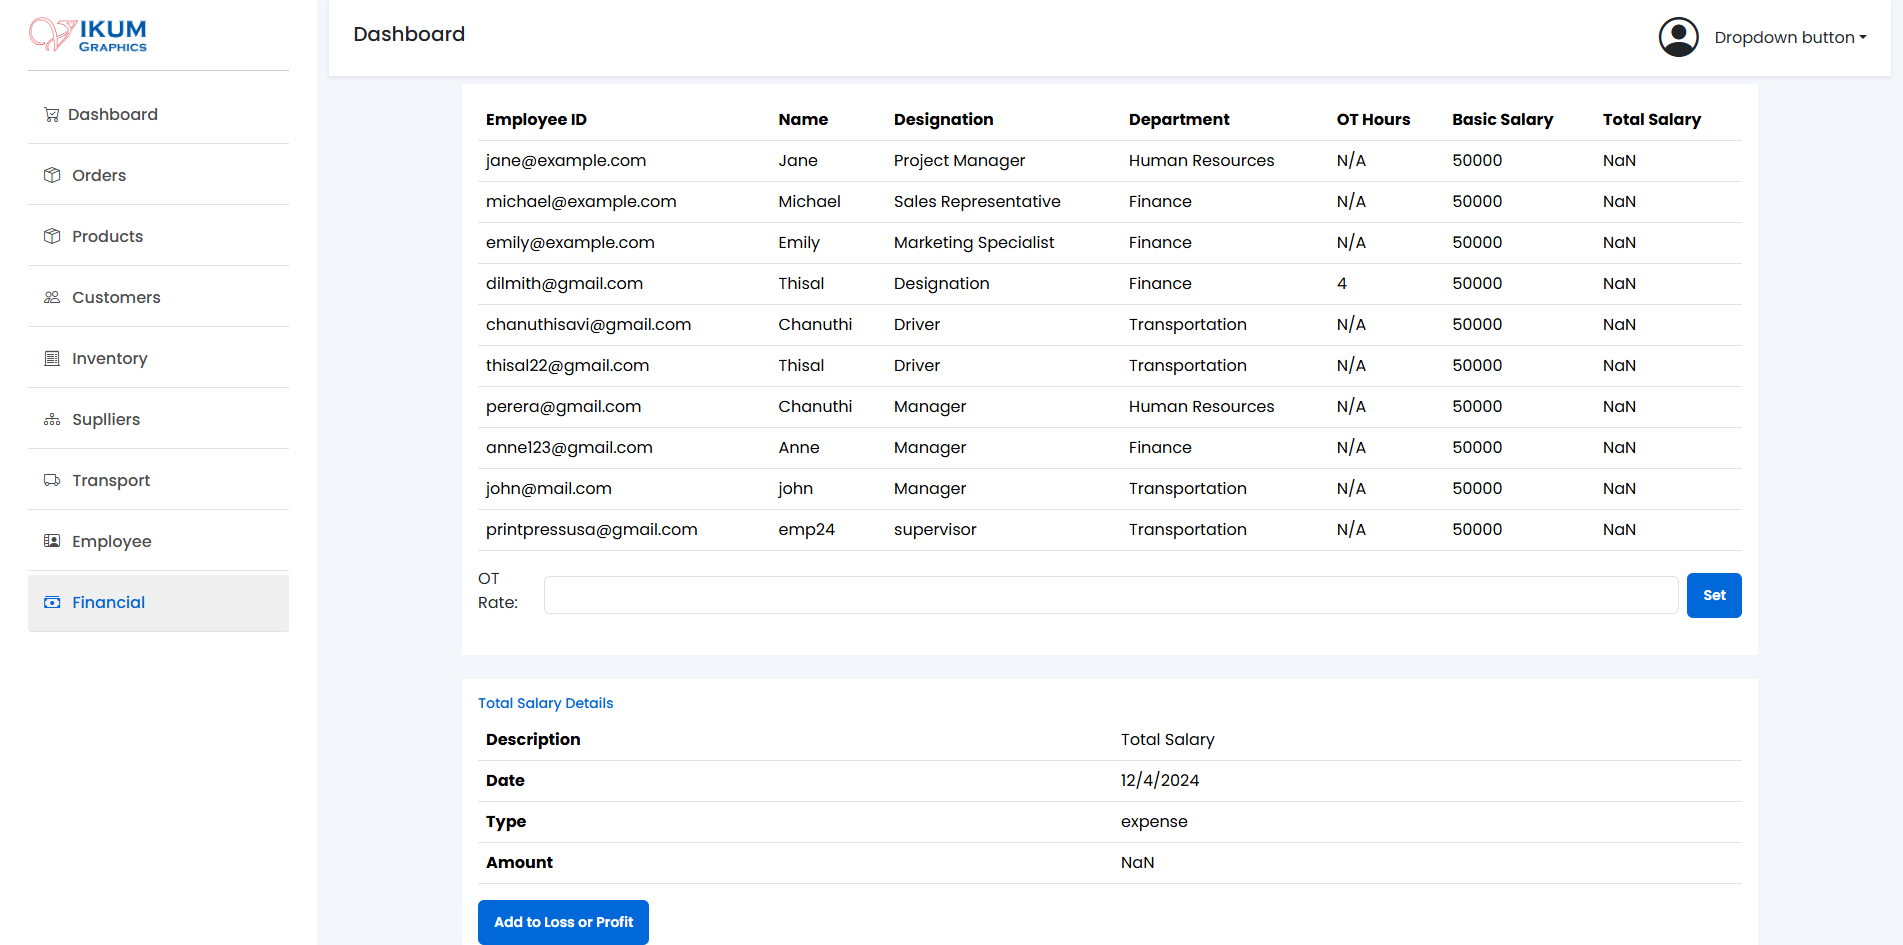 IKUM
GRAPHICS
Dashboard
Orders
Products
Customers
Inventory
Suplliers
Transport
Employee
Financial
Dashboard
Dropdown button
Employee ID Name Designation Department OT Hours Basic Salary Total Salary
jane@example.com Jane Project Manager Human Resources N/A 50000 NaN
michael@example.com Michael Sales Representative Finance N/A 50000 NaN
emily@example.com Emily Marketing Specialist Finance N/A 50000 NaN
dilmith@gmail.com Thisal Designation Finance 4 50000 NaN
chanuthisavi@gmail.com Chanuthi Driver Transportation N/A 50000 NaN
thisal22@gmail.com Thisal Driver Transportation N/A 50000 NaN
perera@gmail.com Chanuthi Manager Human Resources N/A 50000 NaN
anne123@gmail.com Anne Manager Finance N/A 50000 NaN
john@mail.com john Manager Transportation N/A 50000 NaN
printpressusa@gmail.com emp24 supervisor Transportation N/A 50000 NaN
OT
Rate:
Set
Total Salary Details
Description Total Salary
Date 12/4/2024
Type expense
Amount NaN
Add to Loss or Profit